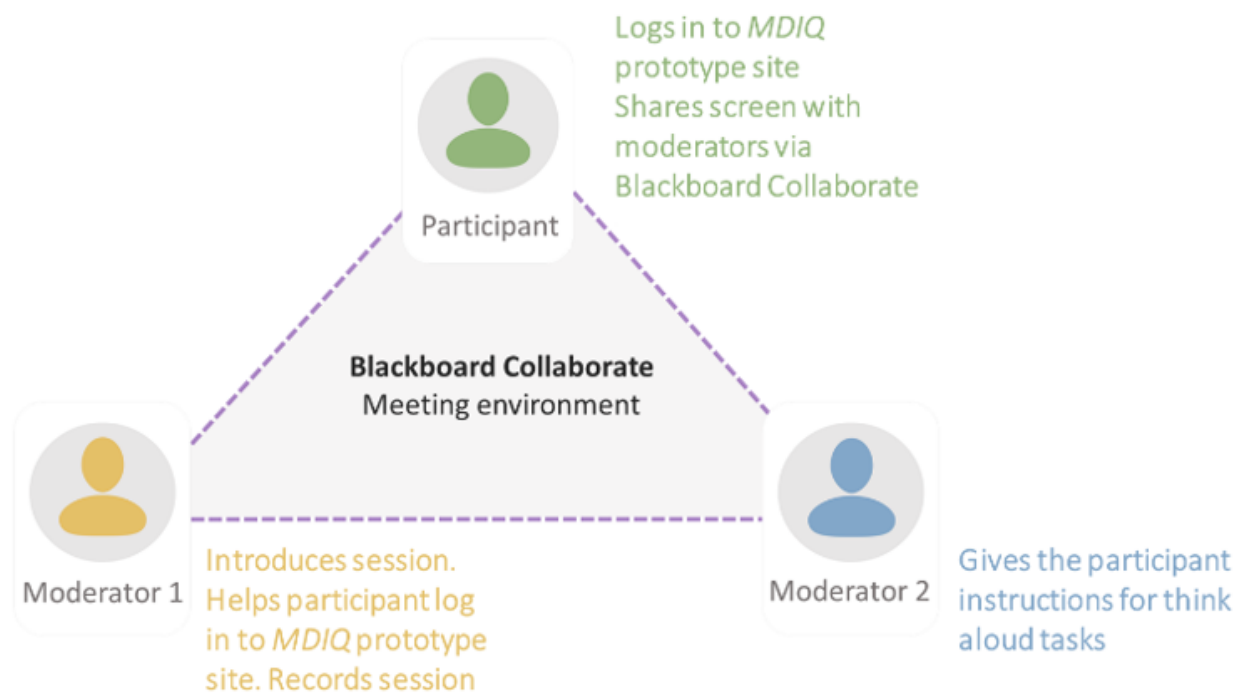 Logs in to MDIQ
prototype site
Shares screen with
moderators via
Blackboard Collaborate
Participant
Blackboard Collaborate
Meeting environment
Moderator 1
Introduces session.
Helps participant log
in to MDIQ prototype
site. Records session
Moderator 2
Gives the participant
instructions for think
aloud tasks